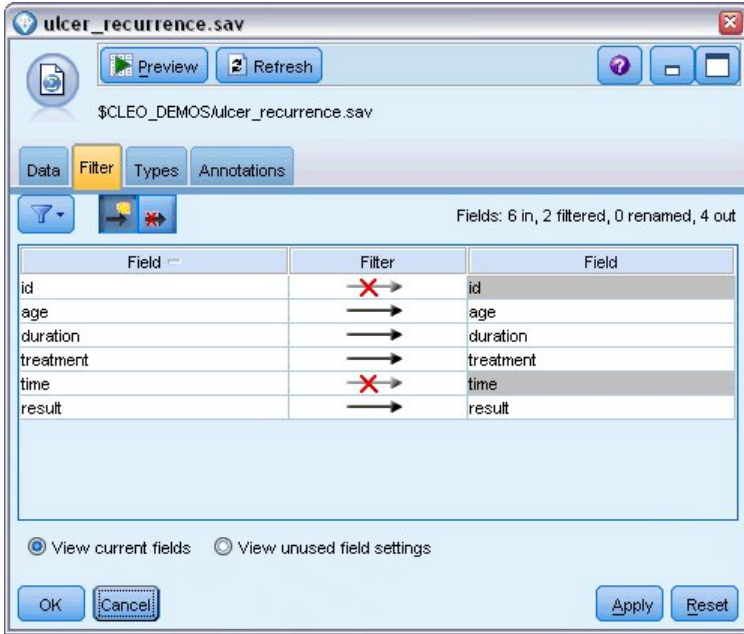 ulcer_recurrence.sav
Preview Refresh
$CLEO_DEMOS/ulcer_recurrence.sav
Data Filter Types Annotations
Fields: 6 in, 2 filtered, 0 renamed, 4 out
Field Filter Field
id id
age age
duration duration
treatment treatment
time time
result result
View current fields View unused field settings
OK Cancel Apply Reset